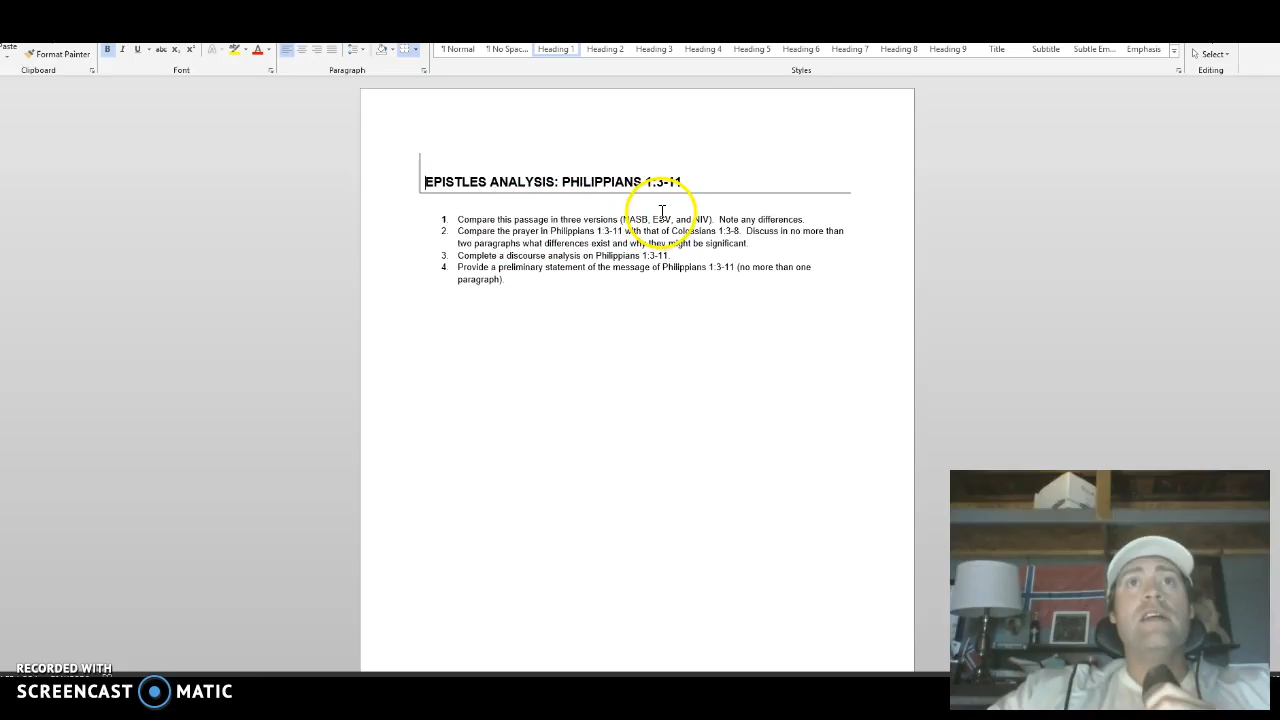 Paste
Format Painter
B I U abc x₂ x²
A
¶ Normal ¶ No Spac... Heading 1 Heading 2 Heading 3 Heading 4 Heading 5 Heading 6 Heading 7 Heading 8 Heading 9 Title Subtitle Subtle Em... Emphasis
Select
Clipboard Font Paragraph Styles Editing
EPISTLES ANALYSIS: PHILIPPIANS 1:3-11
1. Compare this passage in three versions (NASB, ESV, and NIV). Note any differences.
2. Compare the prayer in Philippians 1:3-11 with that of Colossians 1:3-8. Discuss in no more than
two paragraphs what differences exist and why they might be significant.
3. Complete a discourse analysis on Philippians 1:3-11.
4. Provide a preliminary statement of the message of Philippians 1:3-11 (no more than one
paragraph).
RECORDED WITH
SCREENCAST MATIC